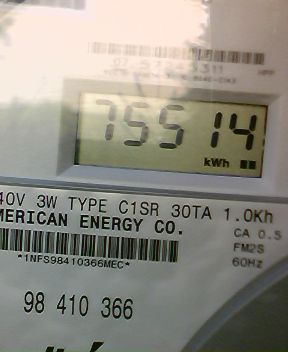 75514
kWh
40V 3W TYPE C1SR 30TA 1.0Kh
MERICAN ENERGY CO.
CA 0.5
FM2S
60Hz
*1NFS98410366MEC*
98 410 366